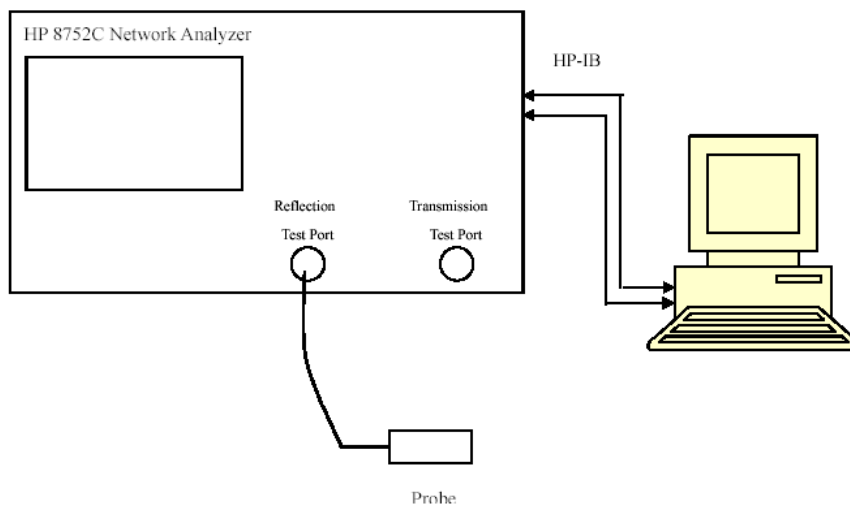 HP 8752C Network Analyzer
HP-IB
Reflection
Test Port
Transmission
Test Port
Probe